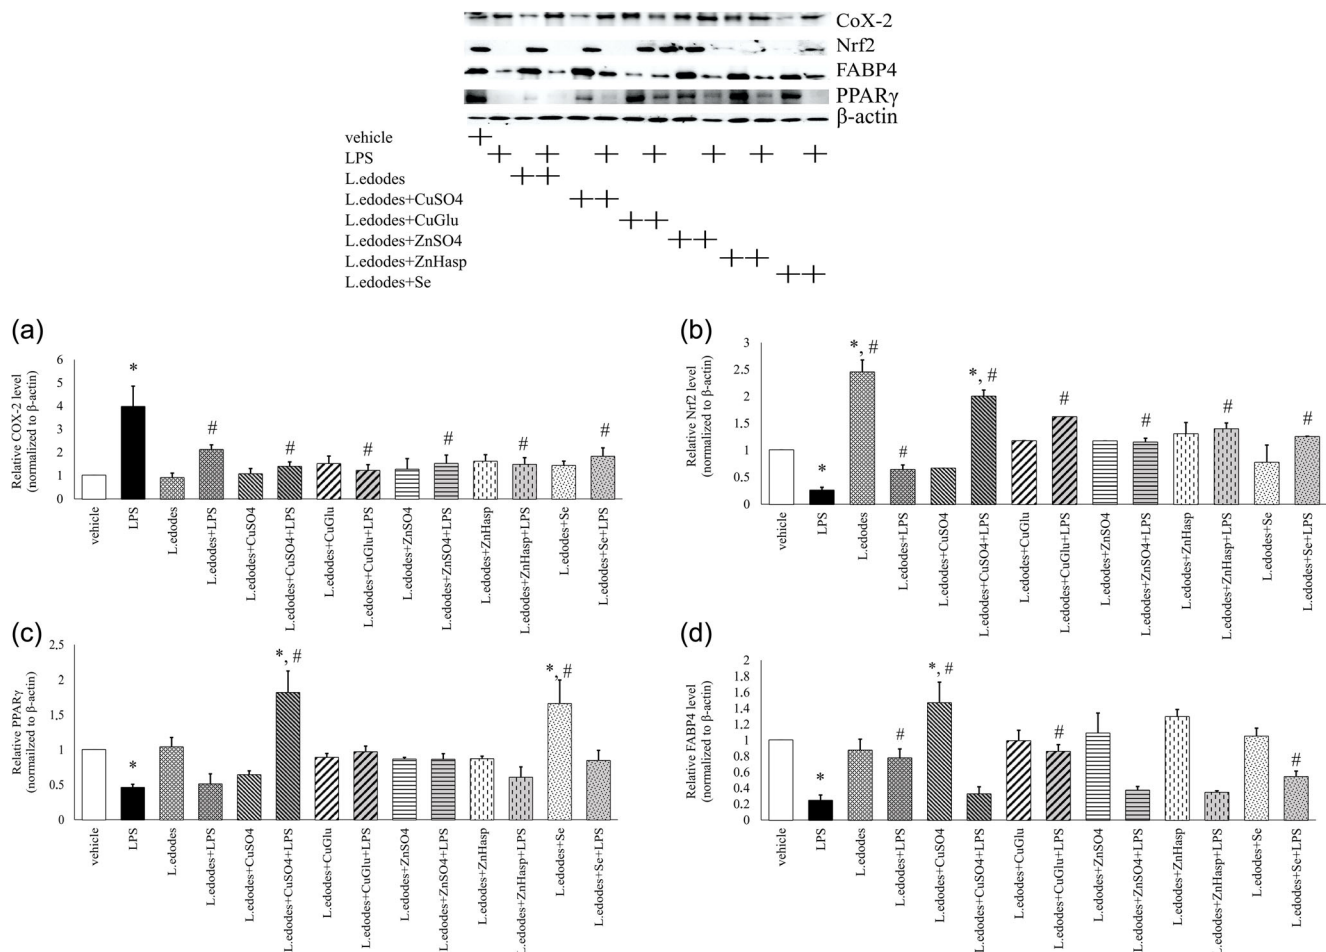 CoX-2
Nrf2
FABP4
PPARγ
β-actin
vehicle
LPS
L.edodes
L.edodes+CuSO4
L.edodes+CuGlu
L.edodes+ZnSO4
L.edodes+ZnHasp
L.edodes+Se
(a)
Relative COX-2 level
(normalized to β-actin)
6
5
4
3
2
1
0
*
#
#
#
#
#
#
vehicle
LPS
L.edodes
L.edodes+LPS
L.edodes+CuSO4
L.edodes+CuSO4+LPS
L.edodes+CuGlu
L.edodes+CuGlu+LPS
L.edodes+ZnSO4
L.edodes+ZnSO4+LPS
L.edodes+ZnHasp
L.edodes+ZnHasp+LPS
L.edodes+Se
L.edodes+Se+LPS
(b)
Relative Nrf2 level
(normalized to β-actin)
3
2.5
2
1.5
1
0.5
0
*
*, #
#
*, #
#
#
#
#
vehicle
LPS
L.edodes
L.edodes+LPS
L.edodes+CuSO4
L.edodes+CuSO4+LPS
L.edodes+CuGlu
L.edodes+CuGlu+LPS
L.edodes+ZnSO4
L.edodes+ZnSO4+LPS
L.edodes+ZnHasp
L.edodes+ZnHasp+LPS
L.edodes+Se
L.edodes+Se+LPS
(c)
Relative PPARγ
(normailzed to β-actin)
2.5
2
1.5
1
0.5
0
*
*, #
*, #
vehicle
LPS
L.edodes
L.edodes+LPS
L.edodes+CuSO4
L.edodes+CuSO4+LPS
L.edodes+CuGlu
L.edodes+CuGlu+LPS
L.edodes+ZnSO4
L.edodes+ZnSO4+LPS
L.edodes+ZnHasp
L.edodes+ZnHasp+LPS
L.edodes+Se
L.edodes+Se+LPS
(d)
Relative FABP4 level
(normalized to β-actin)
2
1.8
1.6
1.4
1.2
1
0.8
0.6
0.4
0.2
0
*
#
*, #
#
#
vehicle
LPS
L.edodes
L.edodes+LPS
L.edodes+CuSO4
L.edodes+CuSO4+LPS
L.edodes+CuGlu
L.edodes+CuGlu+LPS
L.edodes+ZnSO4
L.edodes+ZnSO4+LPS
L.edodes+ZnHasp
L.edodes+ZnHasp+LPS
L.edodes+Se
L.edodes+Se+LPS